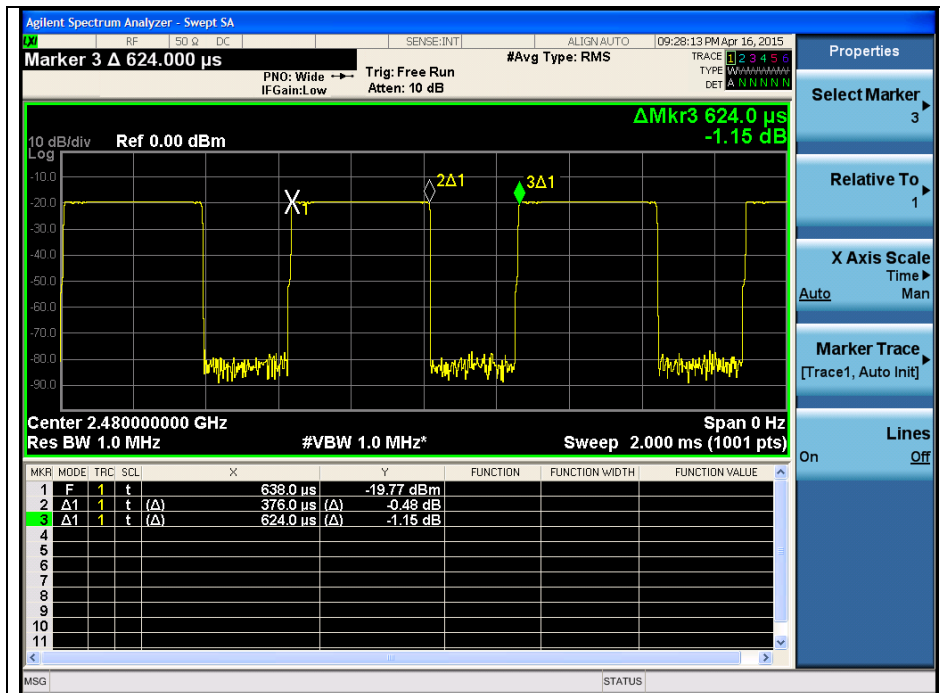 Agilent Spectrum Analyzer - Swept SA
LXI RF 50 Ω DC SENSE:INT ALIGN AUTO 09:28:13 PM Apr 16, 2015
Marker 3 Δ 624.000 µs
PNO: Wide
IFGain:Low
Trig: Free Run
Atten: 10 dB
#Avg Type: RMS
TRACE 1 2 3 4 5 6
TYPE WWWWWW
DET A N N N N N
ΔMkr3 624.0 µs
-1.15 dB
10 dB/div Ref 0.00 dBm
Log
-10.0
-20.0
-30.0
-40.0
-50.0
-60.0
-70.0
-80.0
-90.0
X1
2Δ1
3Δ1
Center 2.480000000 GHz Span 0 Hz
Res BW 1.0 MHz #VBW 1.0 MHz* Sweep 2.000 ms (1001 pts)
MKR MODE TRC SCL X Y FUNCTION FUNCTION WIDTH FUNCTION VALUE
1 F 1 t 638.0 µs -19.77 dBm
2 Δ1 1 t (Δ) 376.0 µs (Δ) -0.48 dB
3 Δ1 1 t (Δ) 624.0 µs (Δ) -1.15 dB
4
5
6
7
8
9
10
11
MSG STATUS
Properties
Select Marker
3
Relative To
1
X Axis Scale
Time
Auto Man
Marker Trace
[Trace1, Auto Init]
Lines
On Off